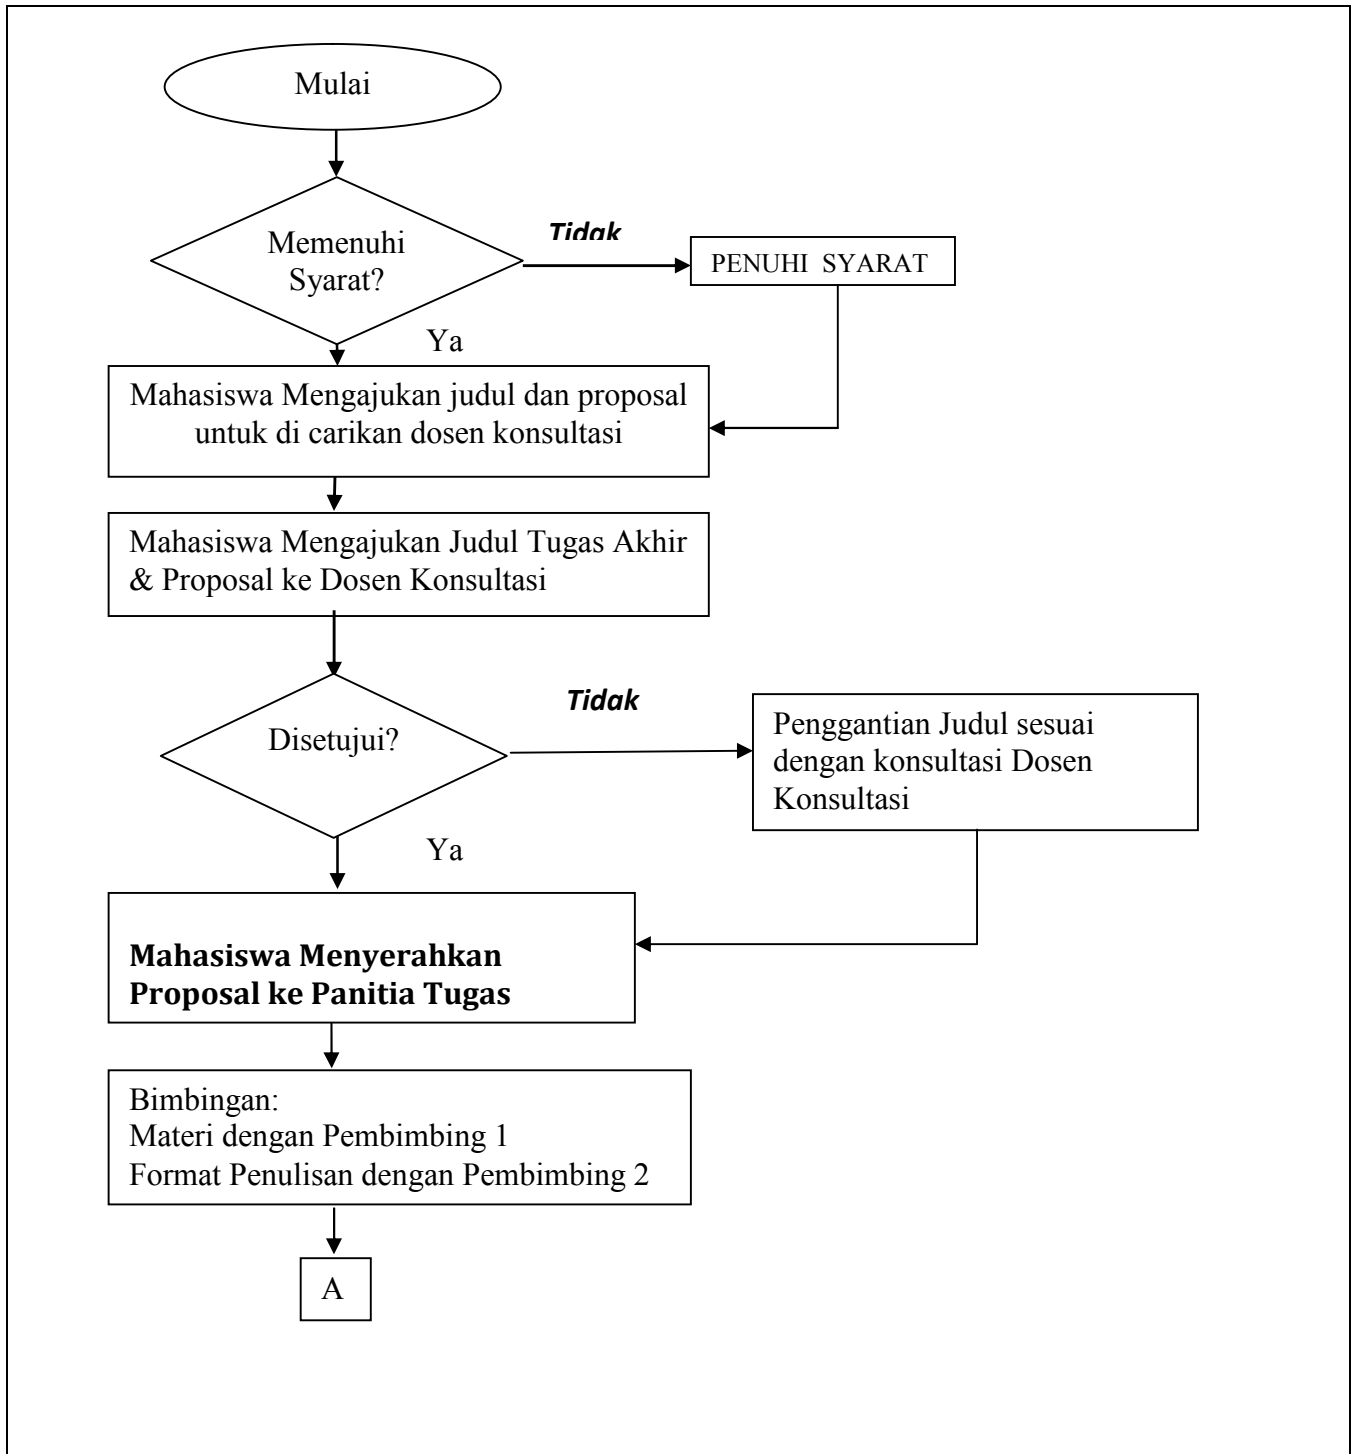 Mulai
Memenuhi
Syarat?
Tidak
PENUHI SYARAT
Ya
Mahasiswa Mengajukan judul dan proposal
untuk di carikan dosen konsultasi
Mahasiswa Mengajukan Judul Tugas Akhir
& Proposal ke Dosen Konsultasi
Disetujui?
Tidak
Penggantian Judul sesuai
dengan konsultasi Dosen
Konsultasi
Ya
Mahasiswa Menyerahkan
Proposal ke Panitia Tugas
Bimbingan:
Materi dengan Pembimbing 1
Format Penulisan dengan Pembimbing 2
A